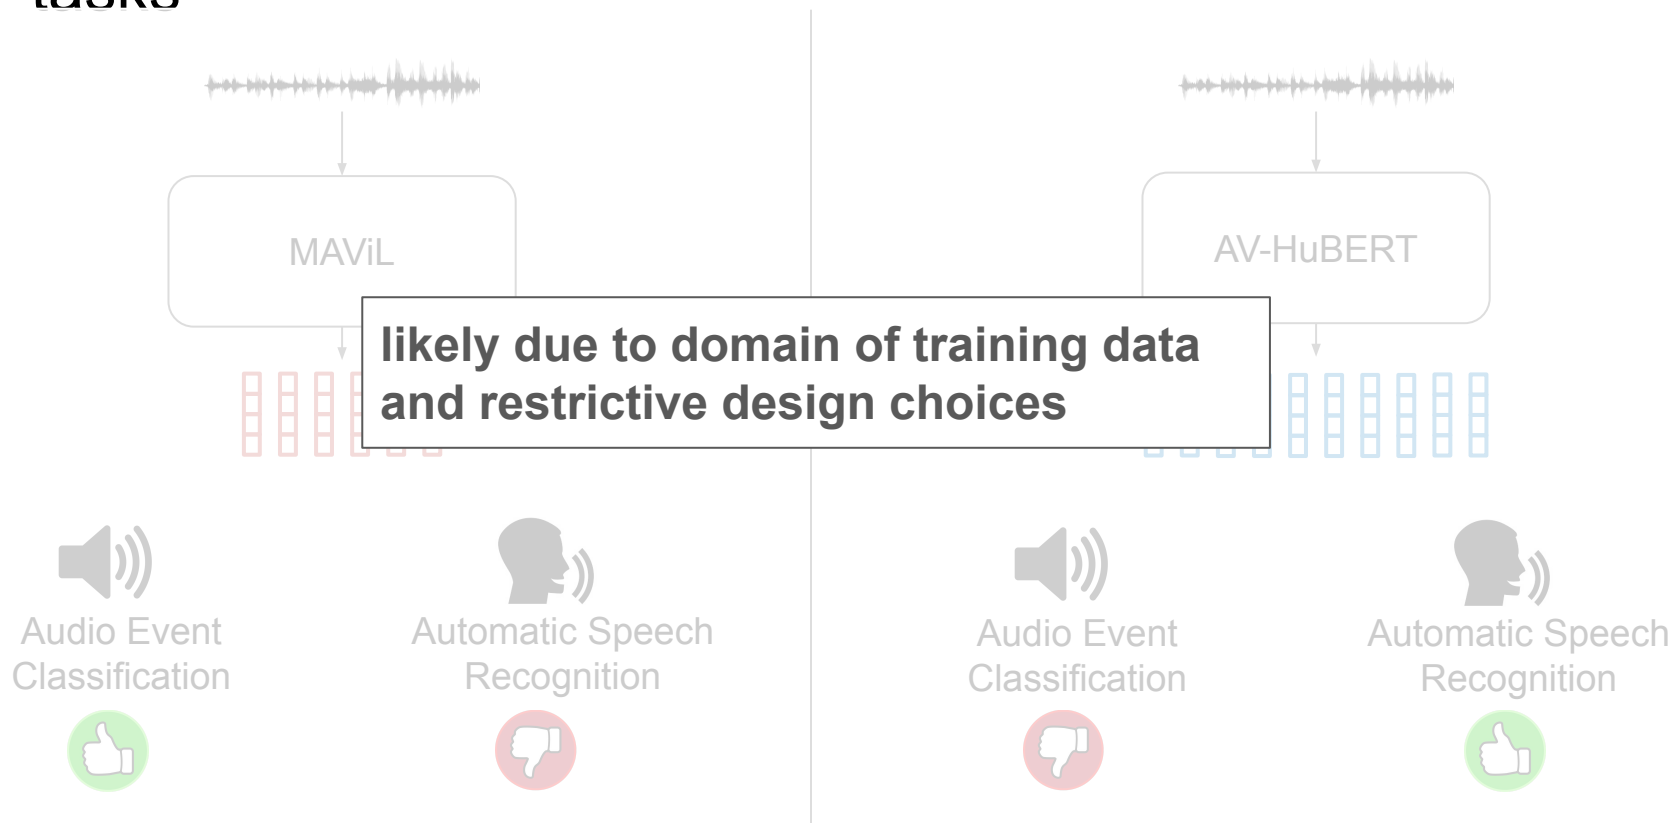 tasks
MAViL
AV-HuBERT
likely due to domain of training data
and restrictive design choices
Audio Event
Classification
Automatic Speech
Recognition
Audio Event
Classification
Automatic Speech
Recognition